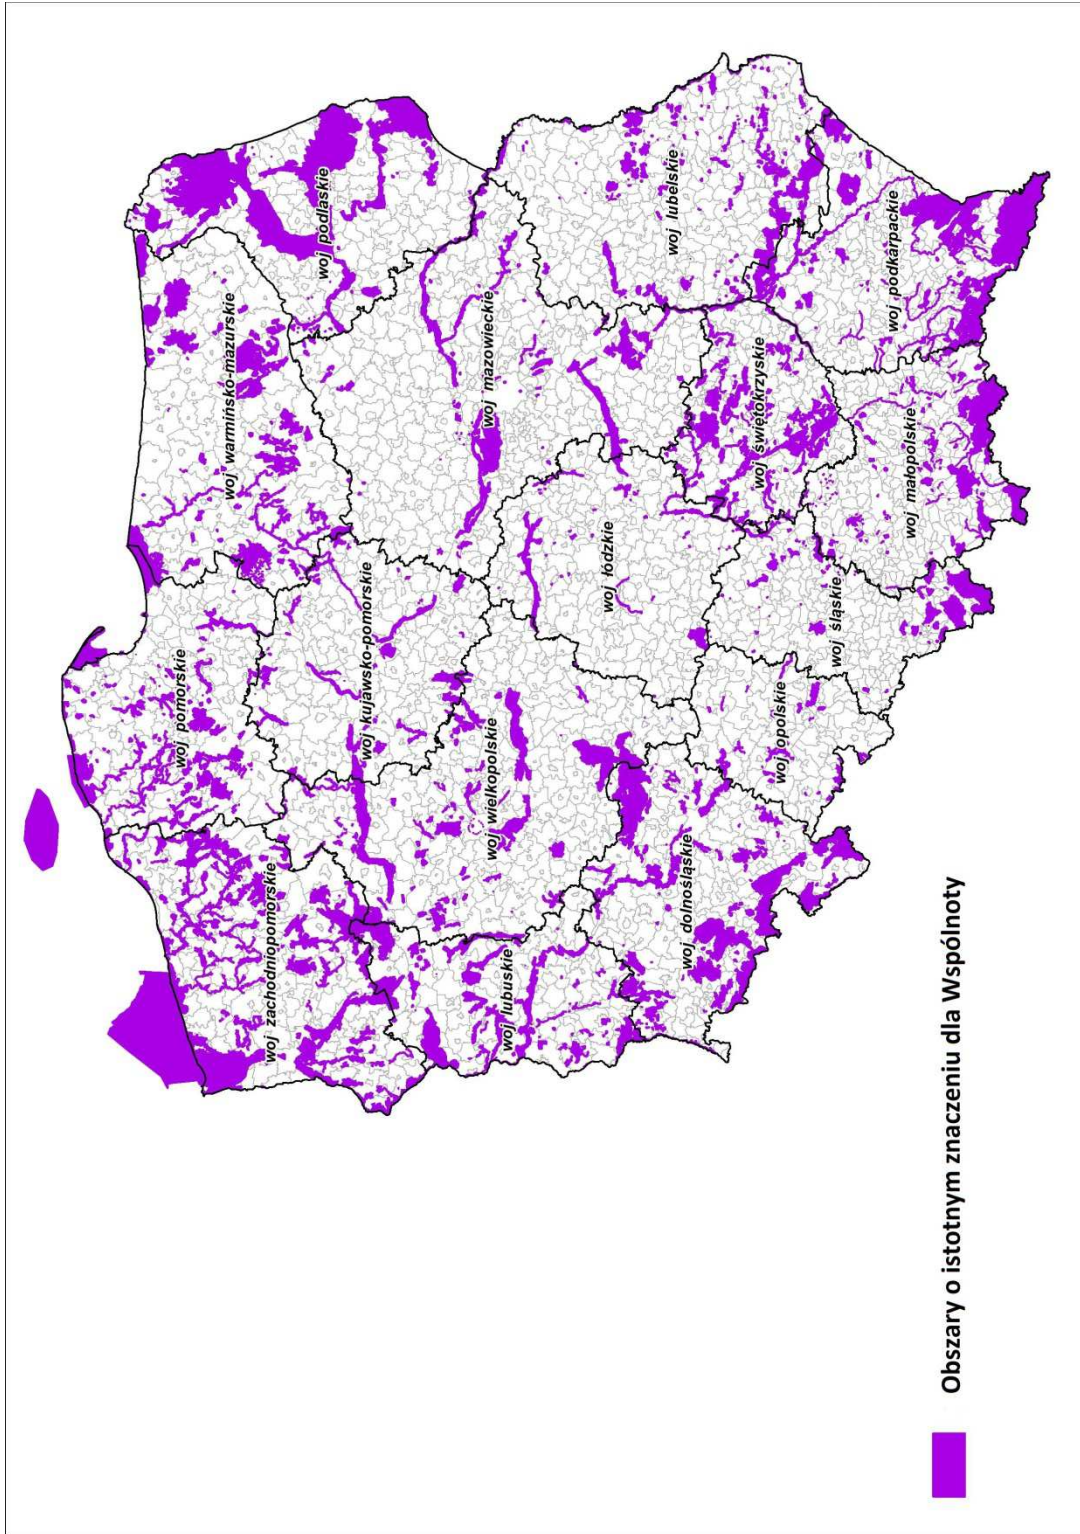 woj pomorskie
woj zachodniopomorskie
woj warmińsko-mazurskie
woj podlaskie
woj kujawsko-pomorskie
woj mazowieckie
woj wielkopolskie
woj lubuskie
woj łódzkie
woj lubelskie
woj dolnośląskie
woj opolskie
woj świętokrzyskie
woj śląskie
woj małopolskie
woj podkarpackie
Obszary o istotnym znaczeniu dla Wspólnoty